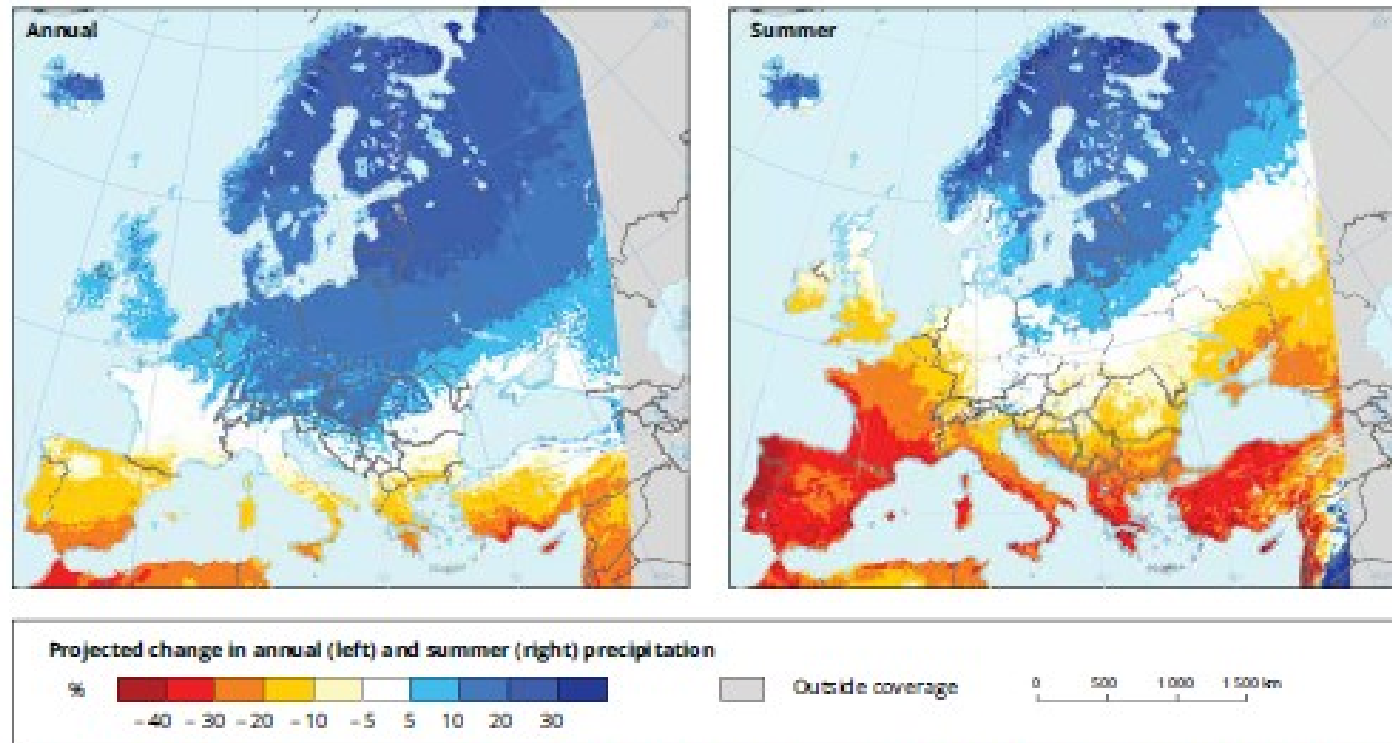 Annual
Summer
Projected change in annual (left) and summer (right) precipitation
%
Outside coverage
0 500 1 000 1 500 km
– 40 – 30 – 20 – 10 – 5 5 10 20 30